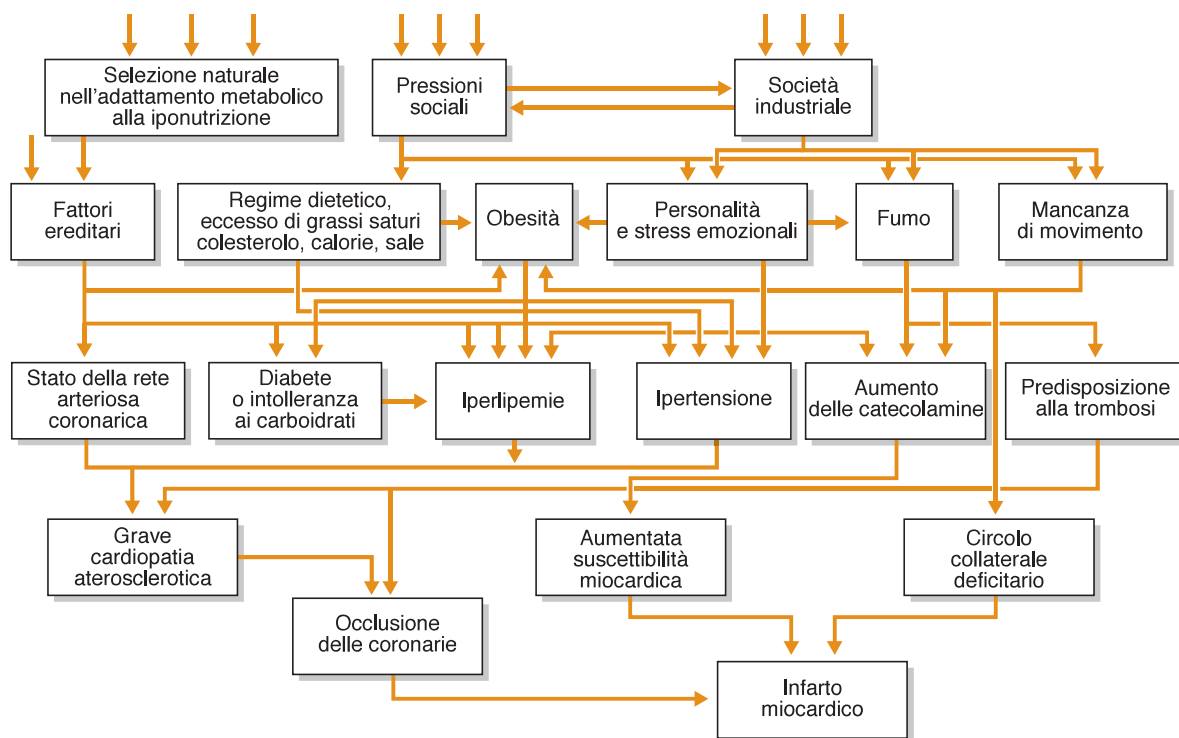 Selezione naturale
nell'adattamento metabolico
alla iponutrizione
Pressioni
sociali
Società
industriale
Fattori
ereditari
Regime dietetico,
eccesso di grassi saturi
colesterolo, calorie, sale
Obesità
Personalità
e stress emozionali
Fumo
Mancanza
di movimento
Stato della rete
arteriosa
coronarica
Diabete
o intolleranza
ai carboidrati
Iperlipemie
Ipertensione
Aumento
delle catecolamine
Predisposizione
alla trombosi
Grave
cardiopatia
aterosclerotica
Aumentata
suscettibilità
miocardica
Circolo
collaterale
deficitario
Occlusione
delle coronarie
Infarto
miocardico